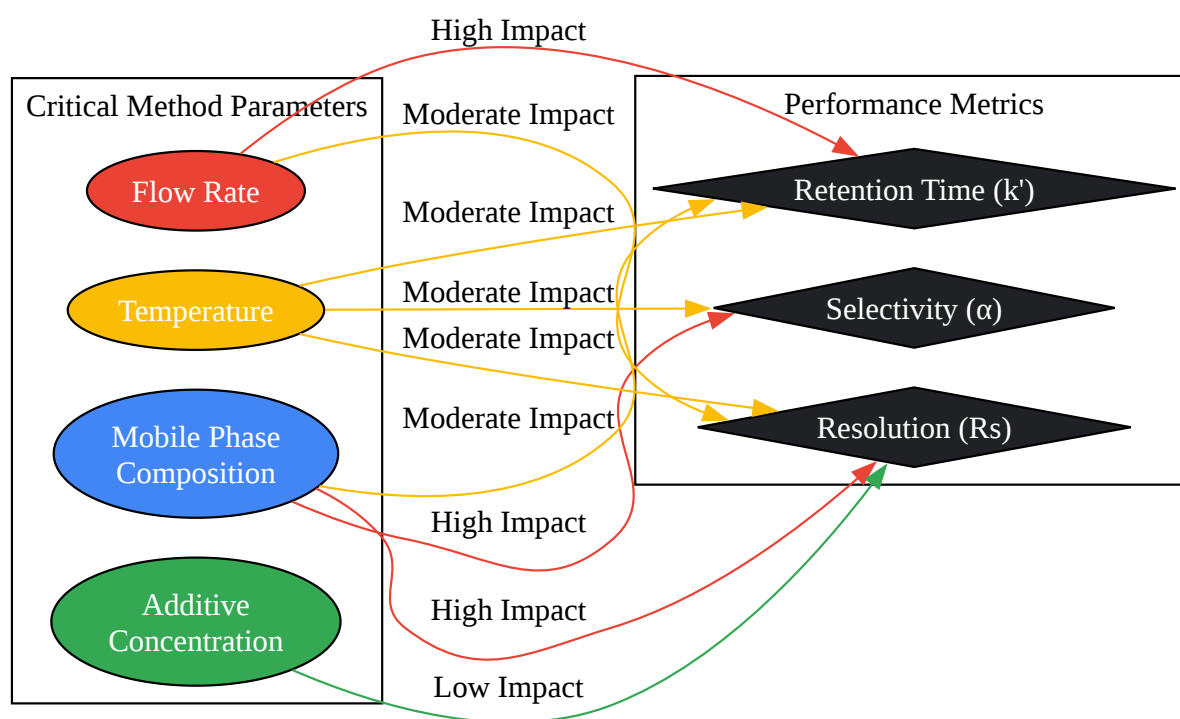 High Impact
Critical Method Parameters
Performance Metrics
Moderate Impact
Flow Rate
Retention Time (k')
Moderate Impact
Temperature
Moderate Impact
Selectivity (α)
Moderate Impact
Mobile Phase
Composition
Moderate Impact
Resolution (Rs)
High Impact
Additive
Concentration
High Impact
Low Impact